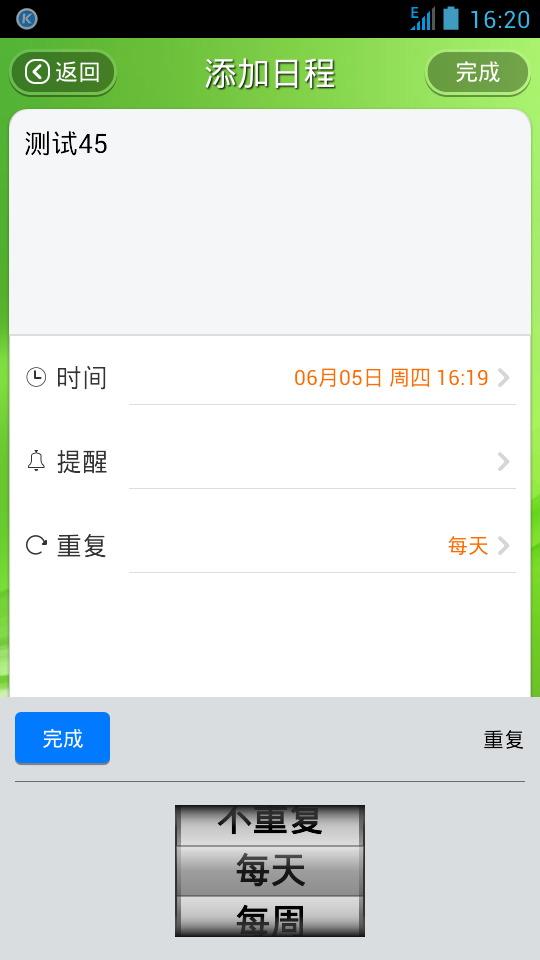 E 16:20
返回 添加日程 完成
测试45
时间 06月05日 周四 16:19
提醒
重复 每天
完成 重复
不重复
每天
每周